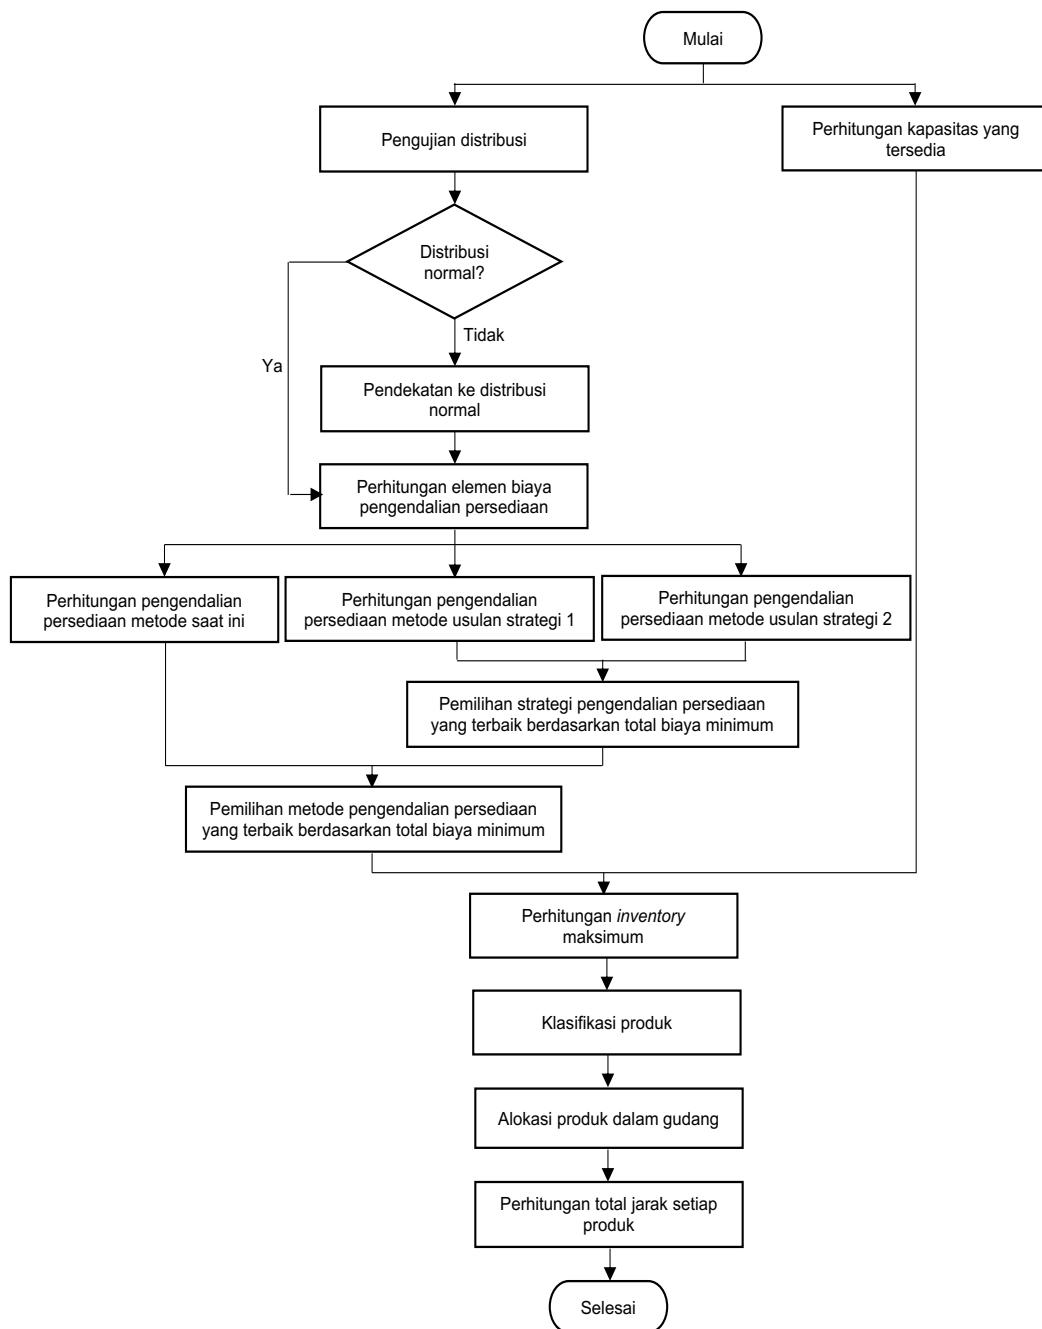 Mulai
Pengujian distribusi
Perhitungan kapasitas yang
tersedia
Distribusi
normal?
Tidak
Ya
Pendekatan ke distribusi
normal
Perhitungan elemen biaya
pengendalian persediaan
Perhitungan pengendalian
persediaan metode saat ini
Perhitungan pengendalian
persediaan metode usulan strategi 1
Perhitungan pengendalian
persediaan metode usulan strategi 2
Pemilihan strategi pengendalian persediaan
yang terbaik berdasarkan total biaya minimum
Pemilihan metode pengendalian persediaan
yang terbaik berdasarkan total biaya minimum
Perhitungan inventory
maksimum
Klasifikasi produk
Alokasi produk dalam gudang
Perhitungan total jarak setiap
produk
Selesai